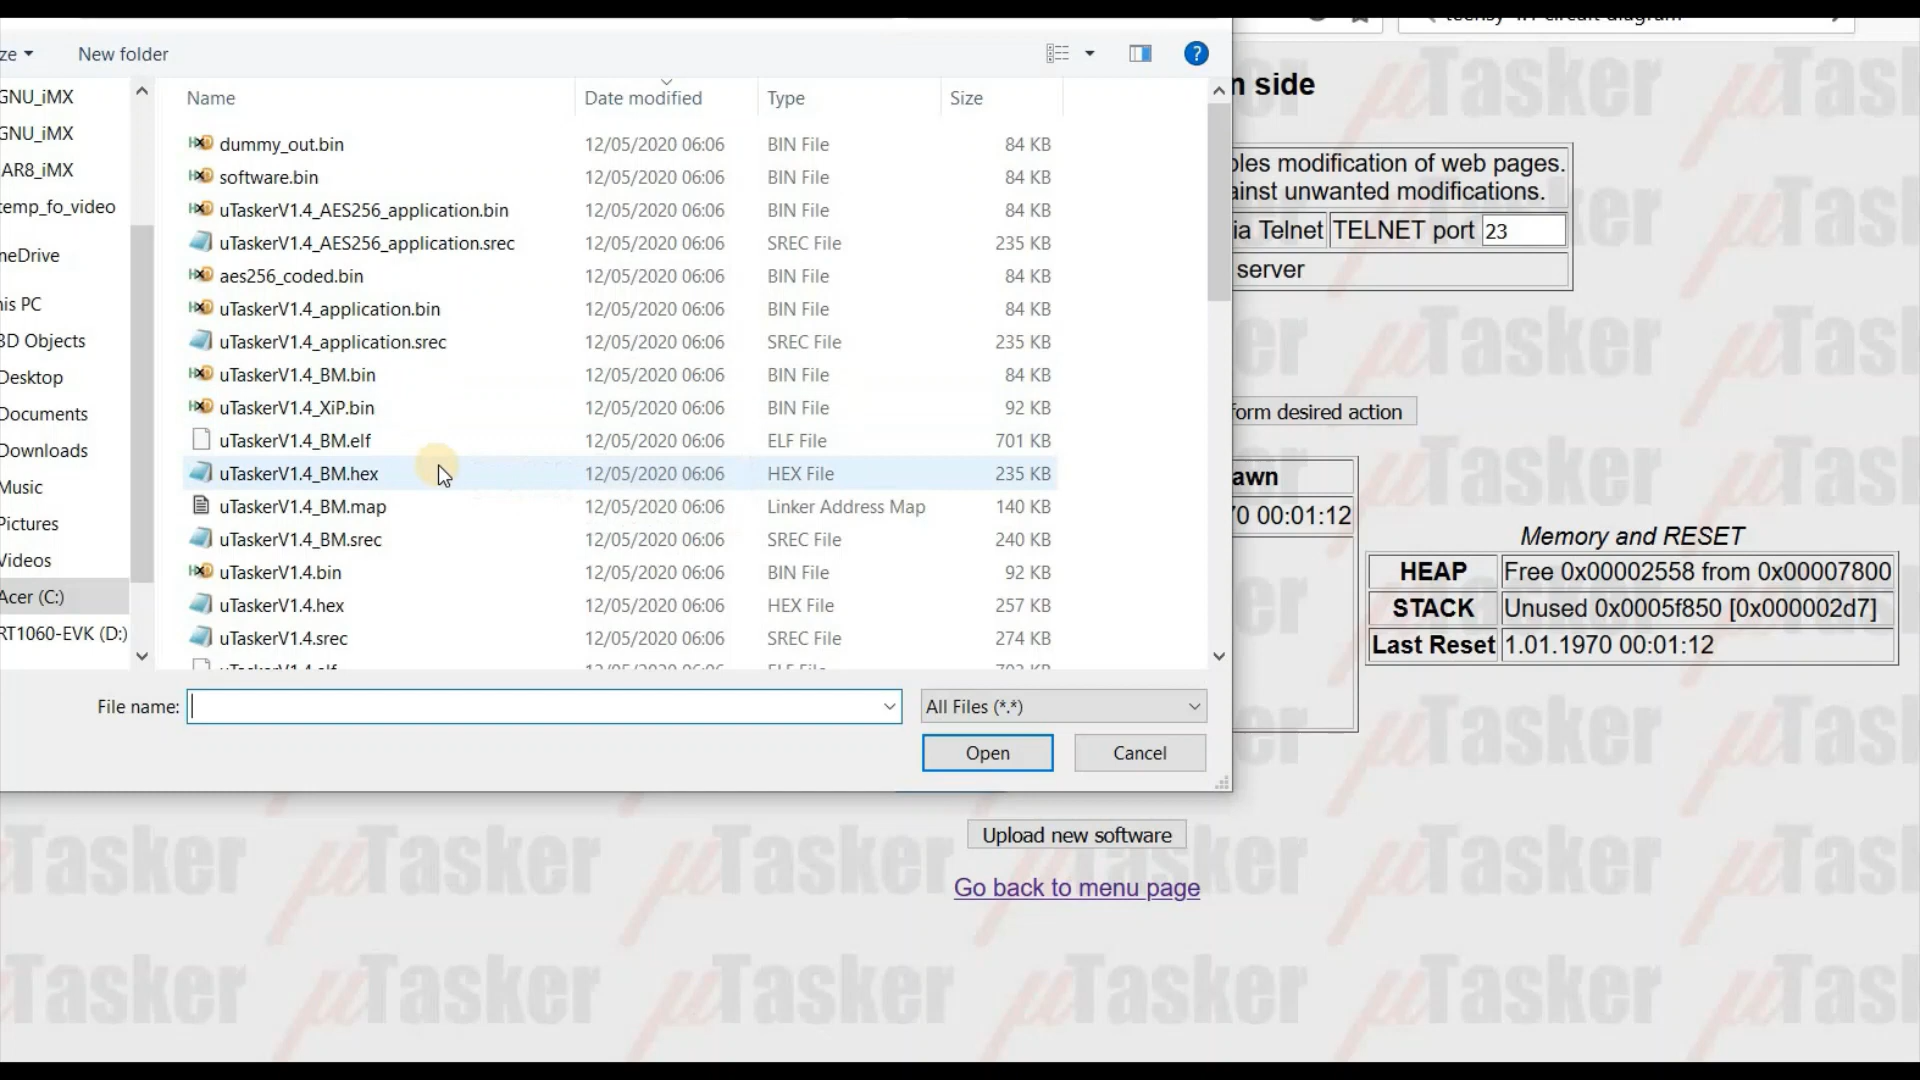 ze
New folder
?
GNU_iMX
GNU_iMX
AR8_iMX
temp_fo_video
neDrive
his PC
3D Objects
Desktop
Documents
Downloads
Music
Pictures
Videos
Acer (C:)
RT1060-EVK (D:)
Name Date modified Type Size
dummy_out.bin 12/05/2020 06:06 BIN File 84 KB
software.bin 12/05/2020 06:06 BIN File 84 KB
uTaskerV1.4_AES256_application.bin 12/05/2020 06:06 BIN File 84 KB
uTaskerV1.4_AES256_application.srec 12/05/2020 06:06 SREC File 235 KB
aes256_coded.bin 12/05/2020 06:06 BIN File 84 KB
uTaskerV1.4_application.bin 12/05/2020 06:06 BIN File 84 KB
uTaskerV1.4_application.srec 12/05/2020 06:06 SREC File 235 KB
uTaskerV1.4_BM.bin 12/05/2020 06:06 BIN File 84 KB
uTaskerV1.4_XiP.bin 12/05/2020 06:06 BIN File 92 KB
uTaskerV1.4_BM.elf 12/05/2020 06:06 ELF File 701 KB
uTaskerV1.4_BM.hex 12/05/2020 06:06 HEX File 235 KB
uTaskerV1.4_BM.map 12/05/2020 06:06 Linker Address Map 140 KB
uTaskerV1.4_BM.srec 12/05/2020 06:06 SREC File 240 KB
uTaskerV1.4.bin 12/05/2020 06:06 BIN File 92 KB
uTaskerV1.4.hex 12/05/2020 06:06 HEX File 257 KB
uTaskerV1.4.srec 12/05/2020 06:06 SREC File 274 KB
File name: All Files (*.*)
Open Cancel
n side
bles modification of web pages.
ainst unwanted modifications.
ia Telnet TELNET port 23
server
form desired action
awn
70 00:01:12
Memory and RESET
HEAP Free 0x00002558 from 0x00007800
STACK Unused 0x0005f850 [0x000002d7]
Last Reset 1.01.1970 00:01:12
Upload new software
Go back to menu page
µTasker